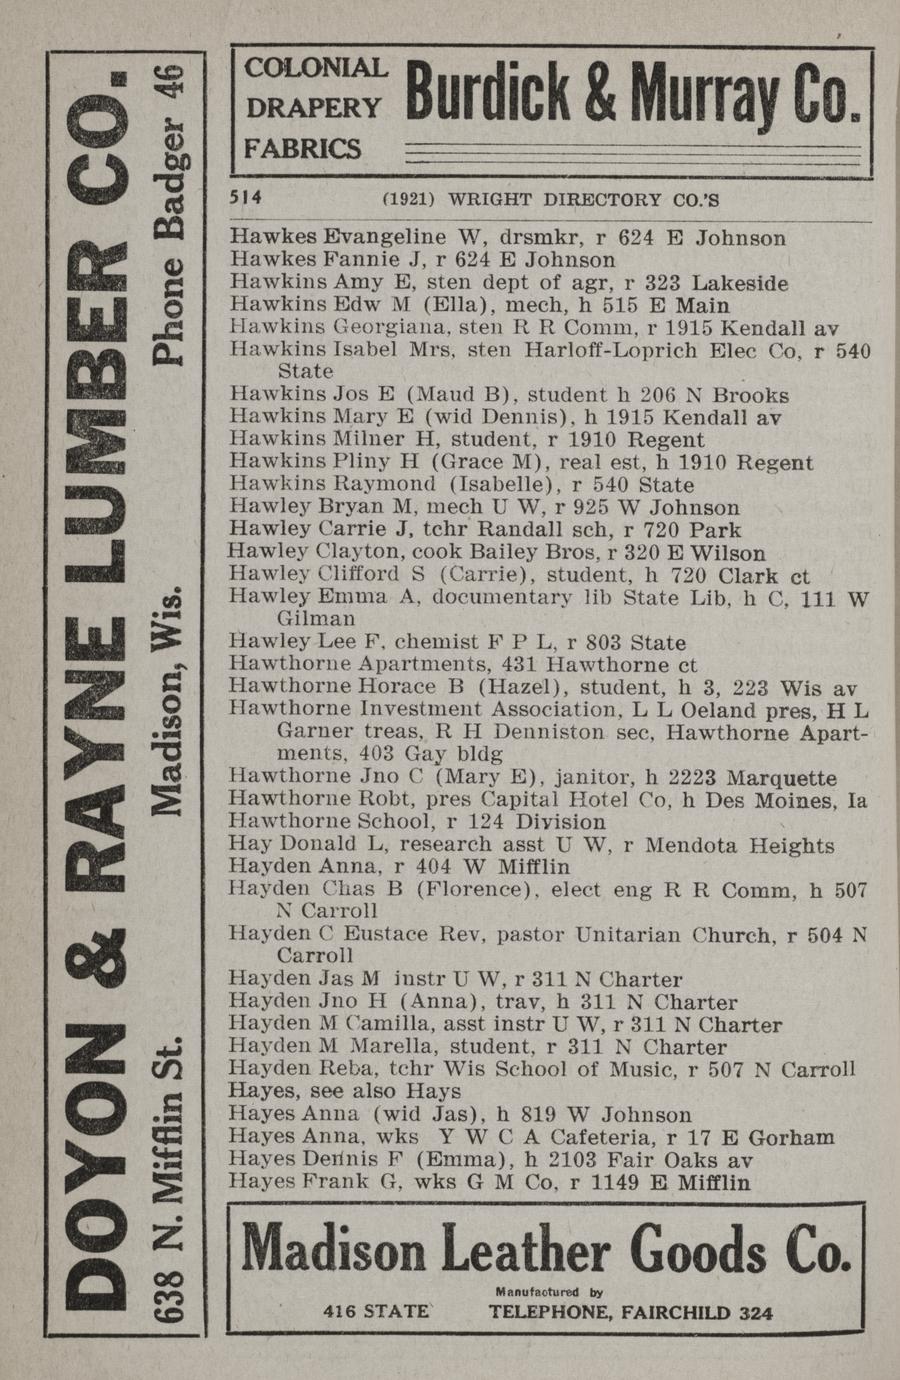 DOYON & RAYNE LUMBER CO.
638 N. Mifflin St. Madison, Wis. Phone Badger 46
COLONIAL
DRAPERY
FABRICS
Burdick & Murray Co.
514 (1921) WRIGHT DIRECTORY CO.'S
Hawkes Evangeline W, drsmkr, r 624 E Johnson
Hawkes Fannie J, r 624 E Johnson
Hawkins Amy E, sten dept of agr, r 323 Lakeside
Hawkins Edw M (Ella), mech, h 515 E Main
Hawkins Georgiana, sten R R Comm, r 1915 Kendall av
Hawkins Isabel Mrs, sten Harloff-Loprich Elec Co, r 540
State
Hawkins Jos E (Maud B), student h 206 N Brooks
Hawkins Mary E (wid Dennis), h 1915 Kendall av
Hawkins Milner H, student, r 1910 Regent
Hawkins Pliny H (Grace M), real est, h 1910 Regent
Hawkins Raymond (Isabelle), r 540 State
Hawley Bryan M, mech U W, r 925 W Johnson
Hawley Carrie J, tchr Randall sch, r 720 Park
Hawley Clayton, cook Bailey Bros, r 320 E Wilson
Hawley Clifford S (Carrie), student, h 720 Clark ct
Hawley Emma A, documentary lib State Lib, h C, 111 W
Gilman
Hawley Lee F, chemist F P L, r 803 State
Hawthorne Apartments, 431 Hawthorne ct
Hawthorne Horace B (Hazel), student, h 3, 223 Wis av
Hawthorne Investment Association, L L Oeland pres, H L
Garner treas, R H Denniston sec, Hawthorne Apart-
ments, 403 Gay bldg
Hawthorne Jno C (Mary E), janitor, h 2223 Marquette
Hawthorne Robt, pres Capital Hotel Co, h Des Moines, Ia
Hawthorne School, r 124 Division
Hay Donald L, research asst U W, r Mendota Heights
Hayden Anna, r 404 W Mifflin
Hayden Chas B (Florence), elect eng R R Comm, h 507
N Carroll
Hayden C Eustace Rev, pastor Unitarian Church, r 504 N
Carroll
Hayden Jas M instr U W, r 311 N Charter
Hayden Jno H (Anna), trav, h 311 N Charter
Hayden M Camilla, asst instr U W, r 311 N Charter
Hayden M Marella, student, r 311 N Charter
Hayden Reba, tchr Wis School of Music, r 507 N Carroll
Hayes, see also Hays
Hayes Anna (wid Jas), h 819 W Johnson
Hayes Anna, wks Y W C A Cafeteria, r 17 E Gorham
Hayes Dennis F (Emma), h 2103 Fair Oaks av
Hayes Frank G, wks G M Co, r 1149 E Mifflin
Madison Leather Goods Co.
Manufactured by
416 STATE TELEPHONE, FAIRCHILD 324